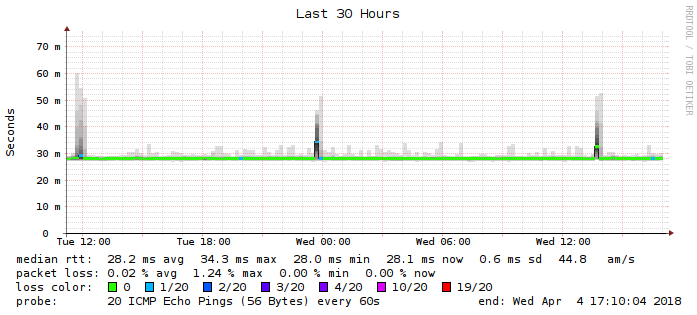 Last 30 Hours
RRDTOOL / TOBI OETIKER
Seconds
70 m
60 m
50 m
40 m
30 m
20 m
10 m
0
Tue 12:00 Tue 18:00 Wed 00:00 Wed 06:00 Wed 12:00
median rtt: 28.2 ms avg 34.3 ms max 28.0 ms min 28.1 ms now 0.6 ms sd 44.8 am/s
packet loss: 0.02 % avg 1.24 % max 0.00 % min 0.00 % now
loss color: 0 1/20 2/20 3/20 4/20 10/20 19/20
probe: 20 ICMP Echo Pings (56 Bytes) every 60s end: Wed Apr 4 17:10:04 2018